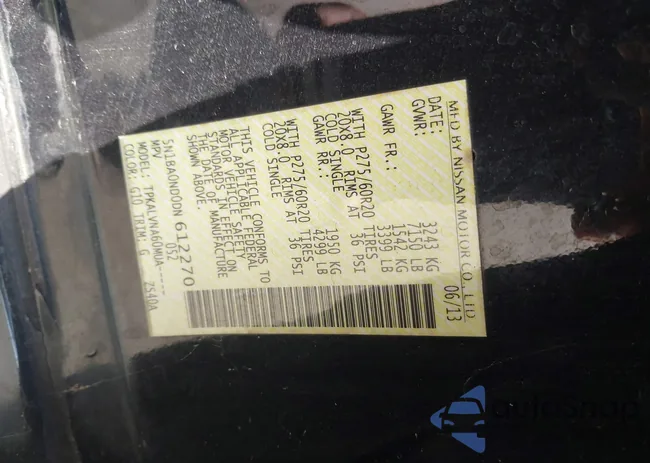 MFD BY NISSAN MOTOR CO., LTD
DATE: 06/13
GVWR: 3243 KG
7150 LB
GAWR FR.: 1542 KG
3399 LB
WITH P275/60R20 TIRES
20X8.0 RIMS AT 36 PSI
COLD SINGLE
GAWR RR.: 1950 KG
4299 LB
WITH P275/60R20 TIRES
20X8.0 RIMS AT 36 PSI
COLD SINGLE
THIS VEHICLE CONFORMS TO
ALL APPLICABLE FEDERAL
MOTOR VEHICLE SAFETY
STANDARDS IN EFFECT ON
THE DATE OF MANUFACTURE
SHOWN ABOVE.
5N1BA0ND0DN 612270
MPV 052
MODEL: TPKALVNA60MUA----- Z54DA
COLOR: G10 TRIM: G
autosnap